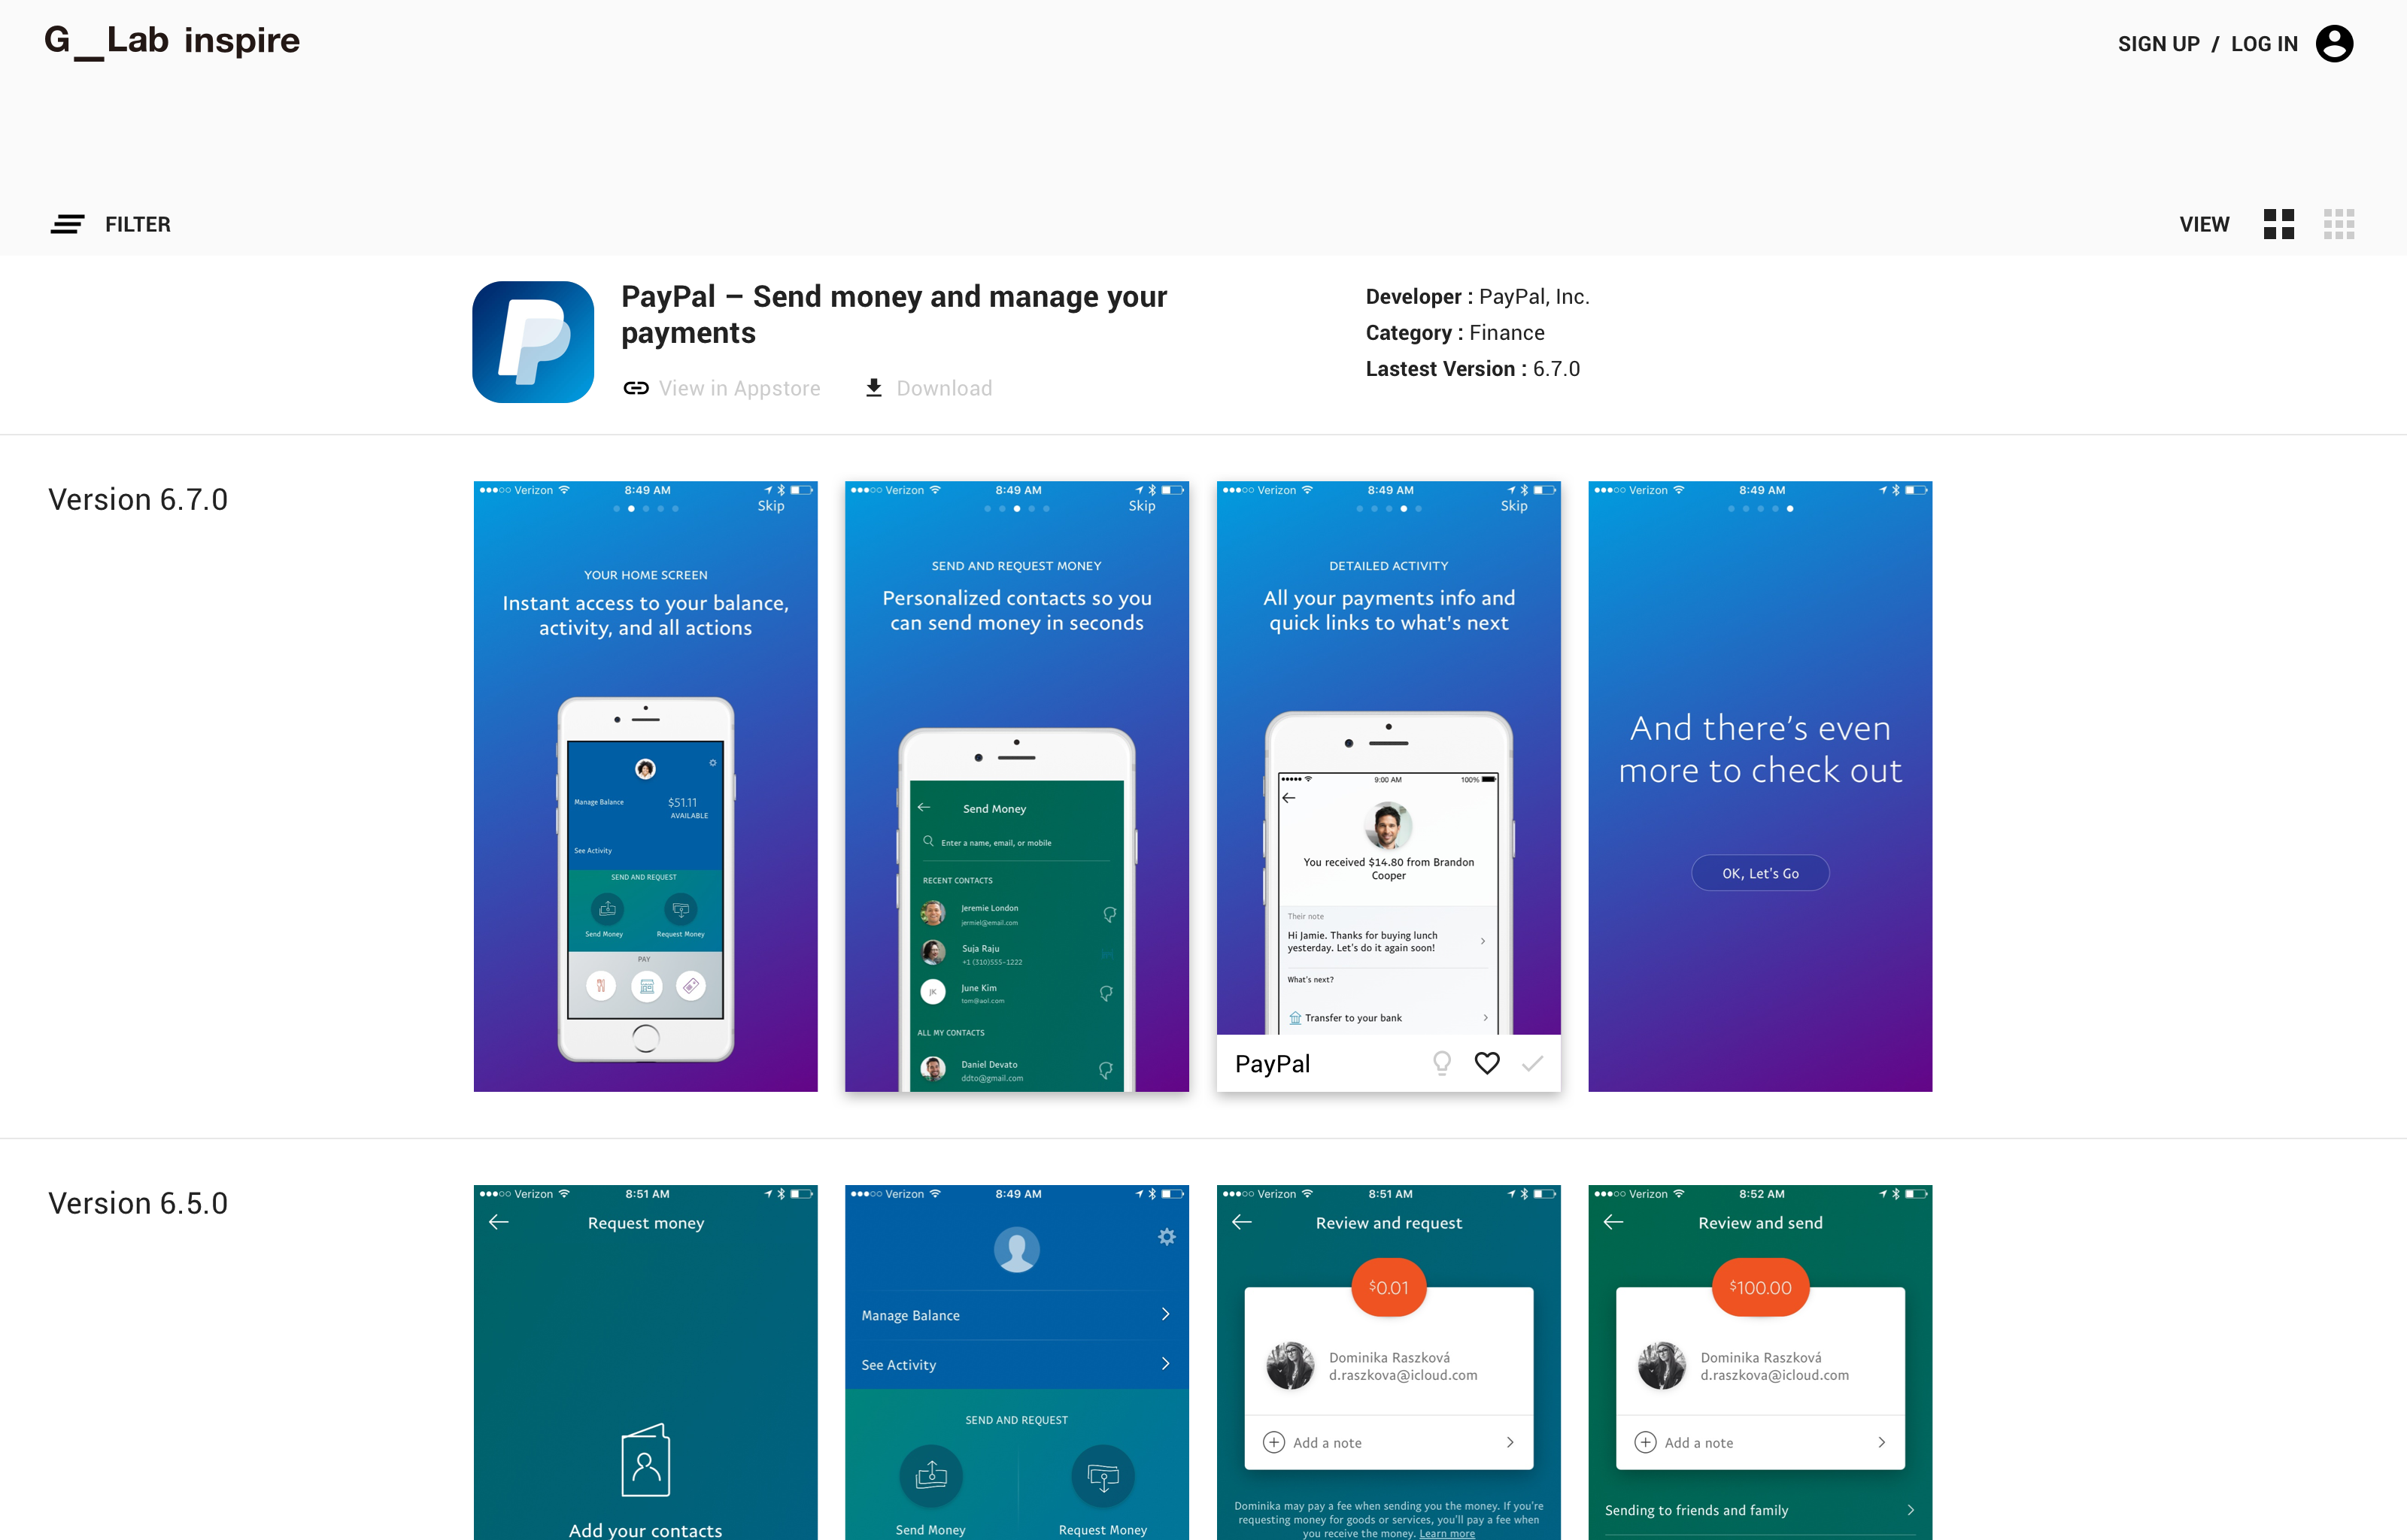 G_Lab inspire
SIGN UP / LOG IN
FILTER
VIEW
PayPal – Send money and manage your
payments
View in Appstore
Download
Developer : PayPal, Inc.
Category : Finance
Lastest Version : 6.7.0
Version 6.7.0
Verizon 8:49 AM
Skip
YOUR HOME SCREEN
Instant access to your balance,
activity, and all actions
Manage Balance
$51.11
AVAILABLE
See Activity
SEND AND REQUEST
Send Money
Request Money
PAY
Verizon 8:49 AM
Skip
SEND AND REQUEST MONEY
Personalized contacts so you
can send money in seconds
Send Money
Enter a name, email, or mobile
RECENT CONTACTS
Jeremie London
jermiel@email.com
Suja Raju
+1 (310)555-1222
JK
June Kim
tom@aol.com
ALL MY CONTACTS
Daniel Devato
ddto@gmail.com
Verizon 8:49 AM
Skip
DETAILED ACTIVITY
All your payments info and
quick links to what's next
9:00 AM 100%
You received $14.80 from Brandon
Cooper
Their note
Hi Jamie. Thanks for buying lunch
yesterday. Let's do it again soon!
What's next?
Transfer to your bank
PayPal
Verizon 8:49 AM
And there's even
more to check out
OK, Let's Go
Version 6.5.0
Verizon 8:51 AM
Request money
Add your contacts
Verizon 8:49 AM
Manage Balance
See Activity
SEND AND REQUEST
Send Money
Request Money
Verizon 8:51 AM
Review and request
$0.01
Dominika Raszková
d.raszkova@icloud.com
Add a note
Dominika may pay a fee when sending you the money. If you're
requesting money for goods or services, you'll pay a fee when
you receive the money. Learn more
Verizon 8:52 AM
Review and send
$100.00
Dominika Raszková
d.raszkova@icloud.com
Add a note
Sending to friends and family